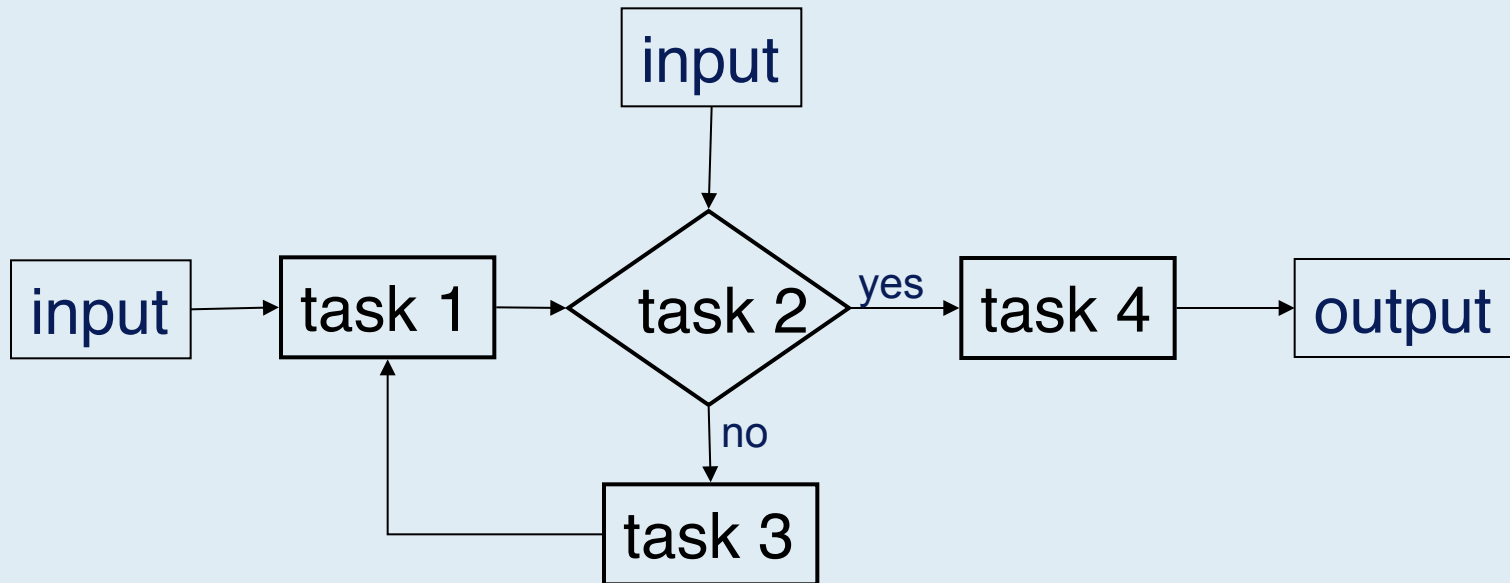 input
input
task 1
task 2
yes
task 4
output
no
task 3